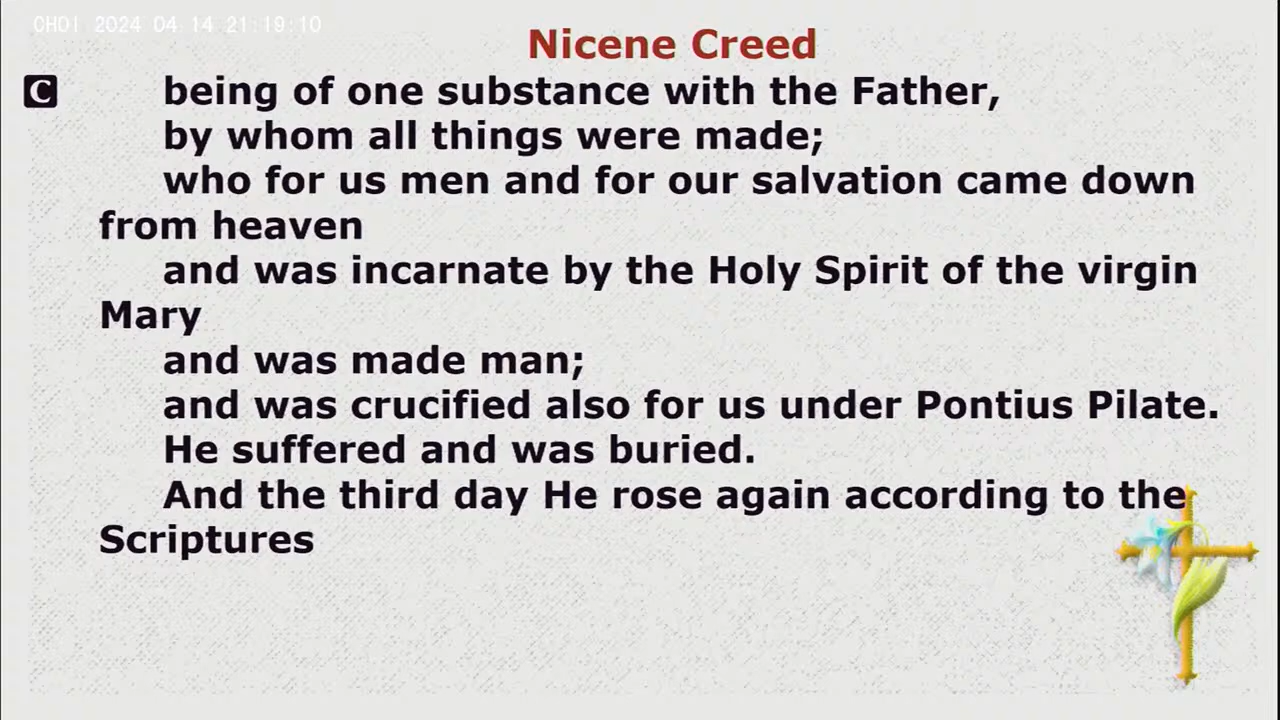 CH01 2024 04.14 21:19:10
Nicene Creed
C being of one substance with the Father,
by whom all things were made;
who for us men and for our salvation came down
from heaven
and was incarnate by the Holy Spirit of the virgin
Mary
and was made man;
and was crucified also for us under Pontius Pilate.
He suffered and was buried.
And the third day He rose again according to the
Scriptures